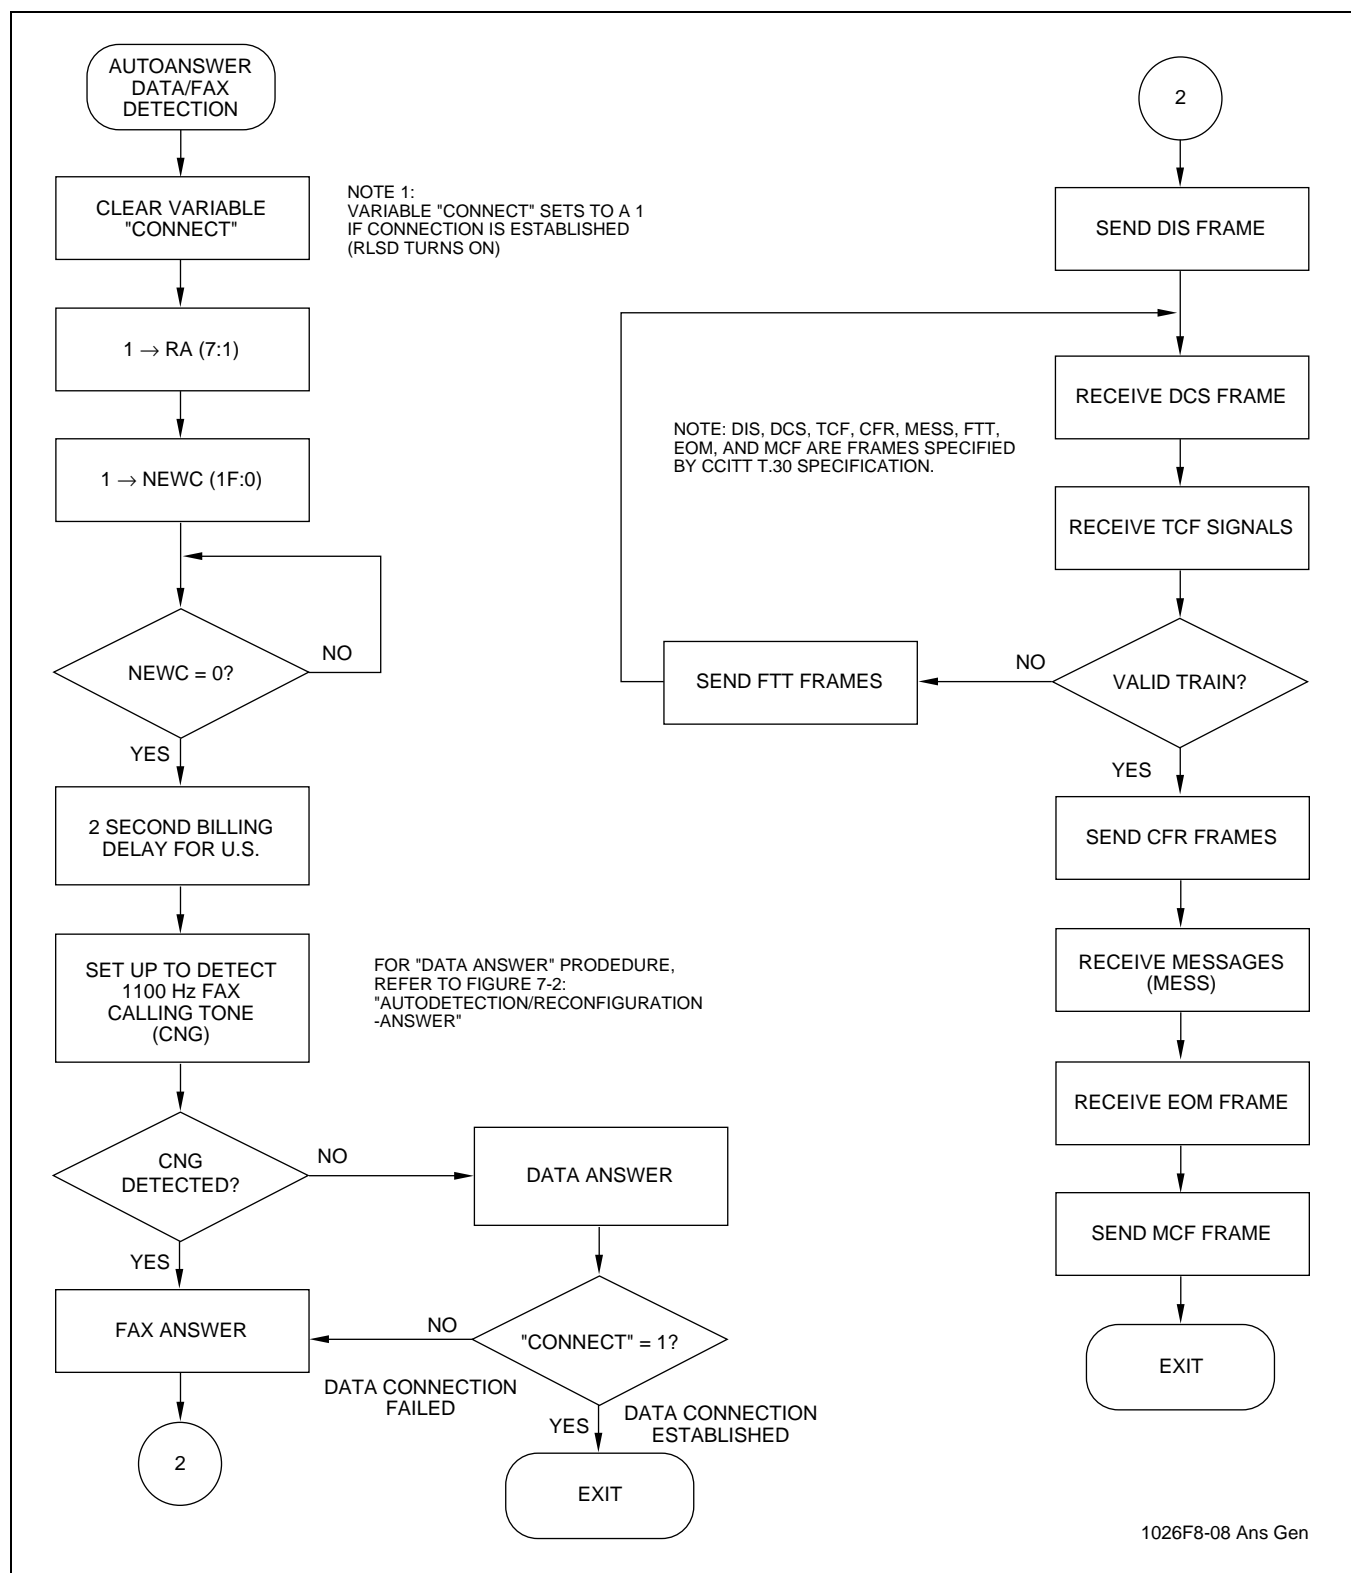 AUTOANSWER
DATA/FAX
DETECTION
CLEAR VARIABLE
"CONNECT"
NOTE 1:
VARIABLE "CONNECT" SETS TO A 1
IF CONNECTION IS ESTABLISHED
(RLSD TURNS ON)
1 → RA (7:1)
1 → NEWC (1F:0)
NEWC = 0?
NO
YES
2 SECOND BILLING
DELAY FOR U.S.
SET UP TO DETECT
1100 Hz FAX
CALLING TONE
(CNG)
FOR "DATA ANSWER" PRODEDURE,
REFER TO FIGURE 7-2:
"AUTODETECTION/RECONFIGURATION
-ANSWER"
CNG
DETECTED?
NO
YES
DATA ANSWER
FAX ANSWER
"CONNECT" = 1?
NO
DATA CONNECTION
FAILED
YES
DATA CONNECTION
ESTABLISHED
2
EXIT
2
SEND DIS FRAME
RECEIVE DCS FRAME
NOTE: DIS, DCS, TCF, CFR, MESS, FTT,
EOM, AND MCF ARE FRAMES SPECIFIED
BY CCITT T.30 SPECIFICATION.
RECEIVE TCF SIGNALS
VALID TRAIN?
NO
SEND FTT FRAMES
YES
SEND CFR FRAMES
RECEIVE MESSAGES
(MESS)
RECEIVE EOM FRAME
SEND MCF FRAME
EXIT
1026F8-08 Ans Gen